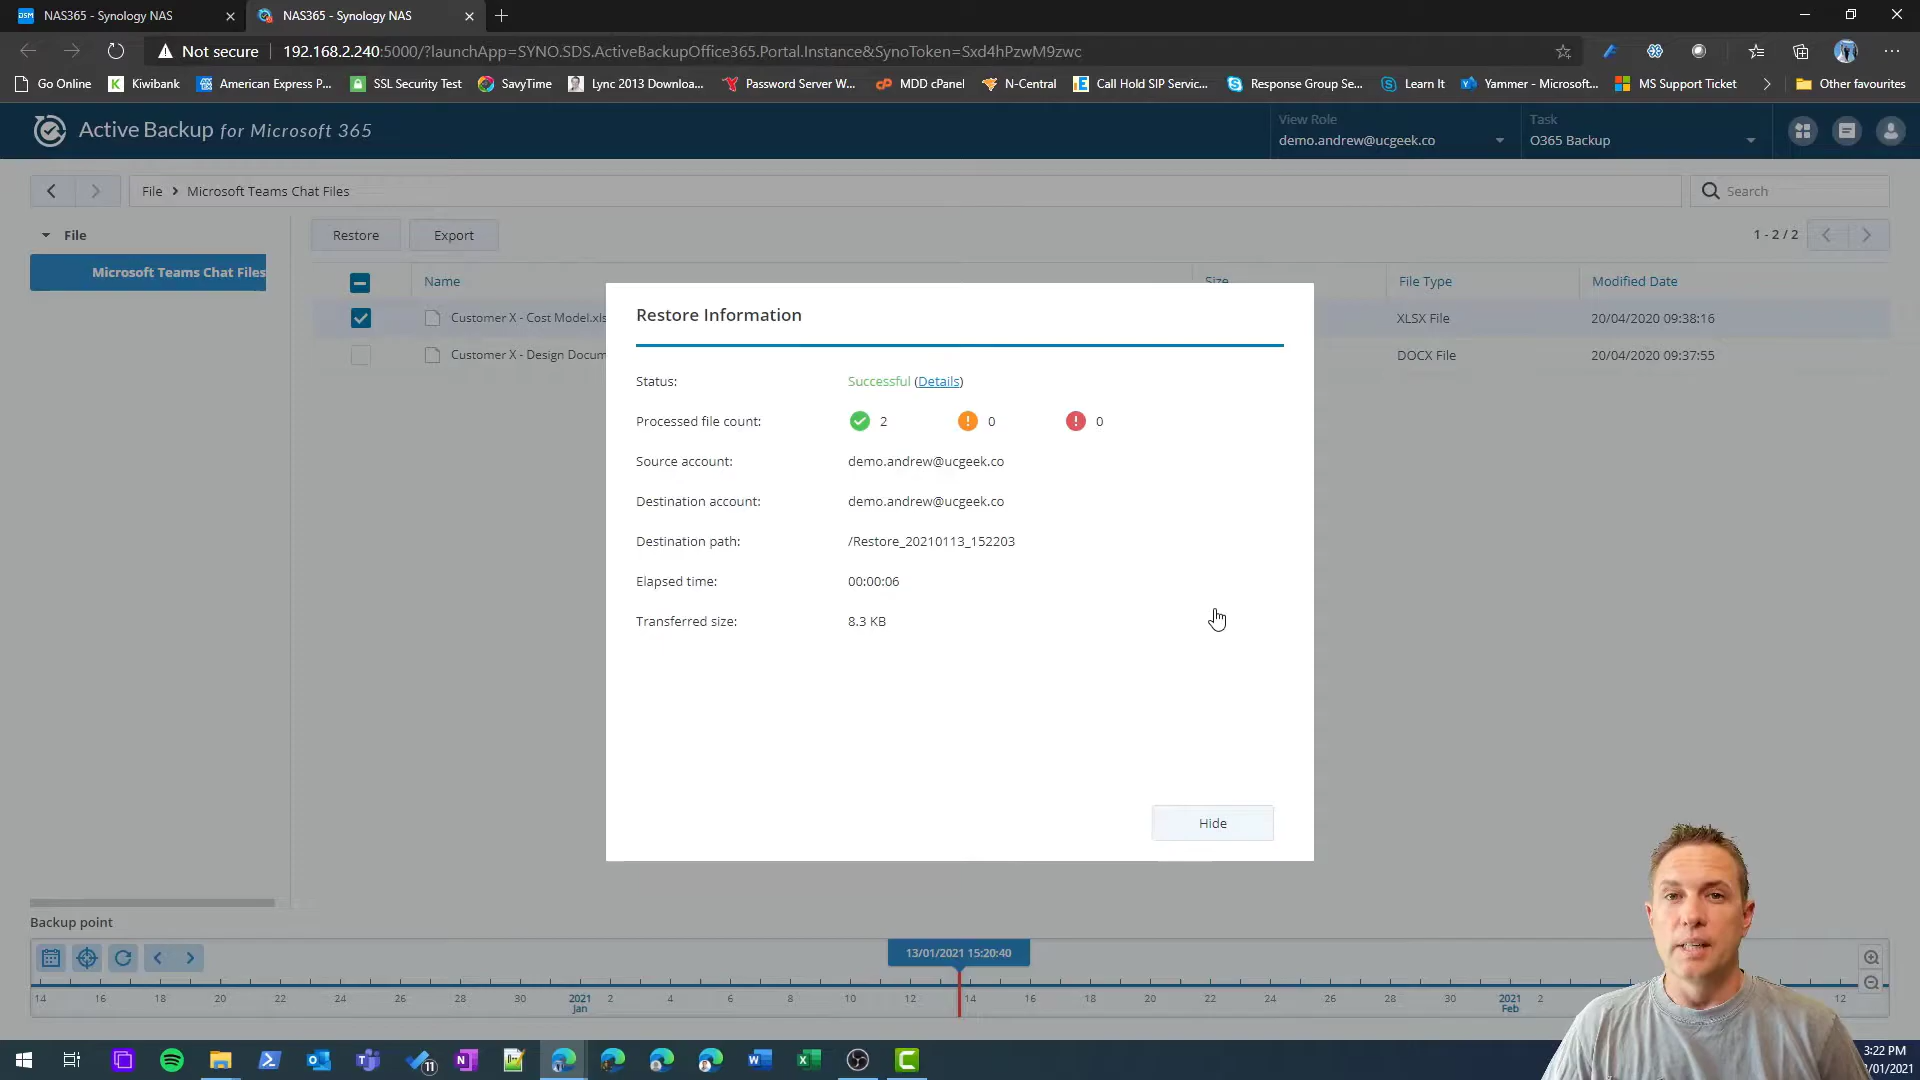 NAS365 - Synology NAS
NAS365 - Synology NAS
Not secure
192.168.2.240:5000/?launchApp=SYNO.SDS.ActiveBackupOffice365.Portal.Instance&SynoToken=Sxd4hPzwM9zwc
Go Online
Kiwibank
American Express P...
SSL Security Test
SavyTime
Lync 2013 Downloa...
Password Server W...
MDD cPanel
N-Central
Call Hold SIP Servic...
Response Group Se...
Learn It
Yammer - Microsoft...
MS Support Ticket
Other favourites
Active Backup for Microsoft 365
View Role
demo.andrew@ucgeek.co
Task
O365 Backup
File > Microsoft Teams Chat Files
Search
File
Microsoft Teams Chat Files
Restore
Export
1 - 2 / 2
Name
Size
File Type
Modified Date
Customer X - Cost Model.xls
XLSX File
20/04/2020 09:38:16
Customer X - Design Docum
DOCX File
20/04/2020 09:37:55
Restore Information
Status: Successful (Details)
Processed file count: 2 0 0
Source account: demo.andrew@ucgeek.co
Destination account: demo.andrew@ucgeek.co
Destination path: /Restore_20210113_152203
Elapsed time: 00:00:06
Transferred size: 8.3 KB
Hide
Backup point
13/01/2021 15:20:40
14 16 18 20 22 24 26 28 30 2021 2 4 6 8 10 12 14 16 18 20 22 24 26 28 30 2021 2 12
Jan Feb
11
3:22 PM
/01/2021